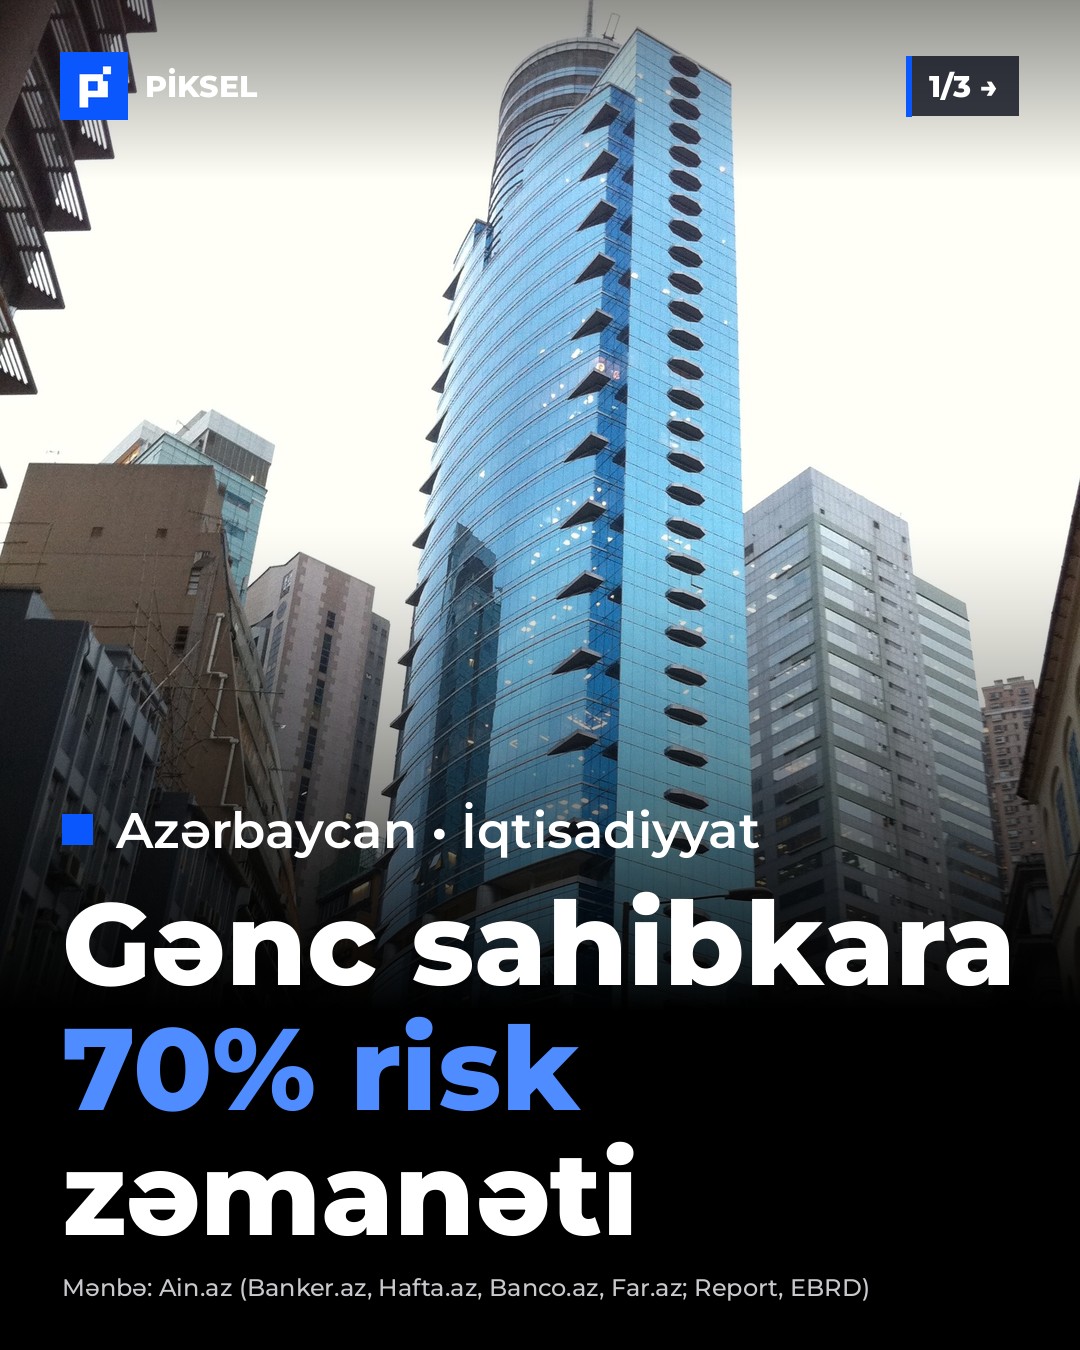 PİKSEL
1/3 →
Azərbaycan • İqtisadiyyat
Gənc sahibkara
70% risk
zəmanəti
Mənbə: Ain.az (Banker.az, Hafta.az, Banco.az, Far.az; Report, EBRD)